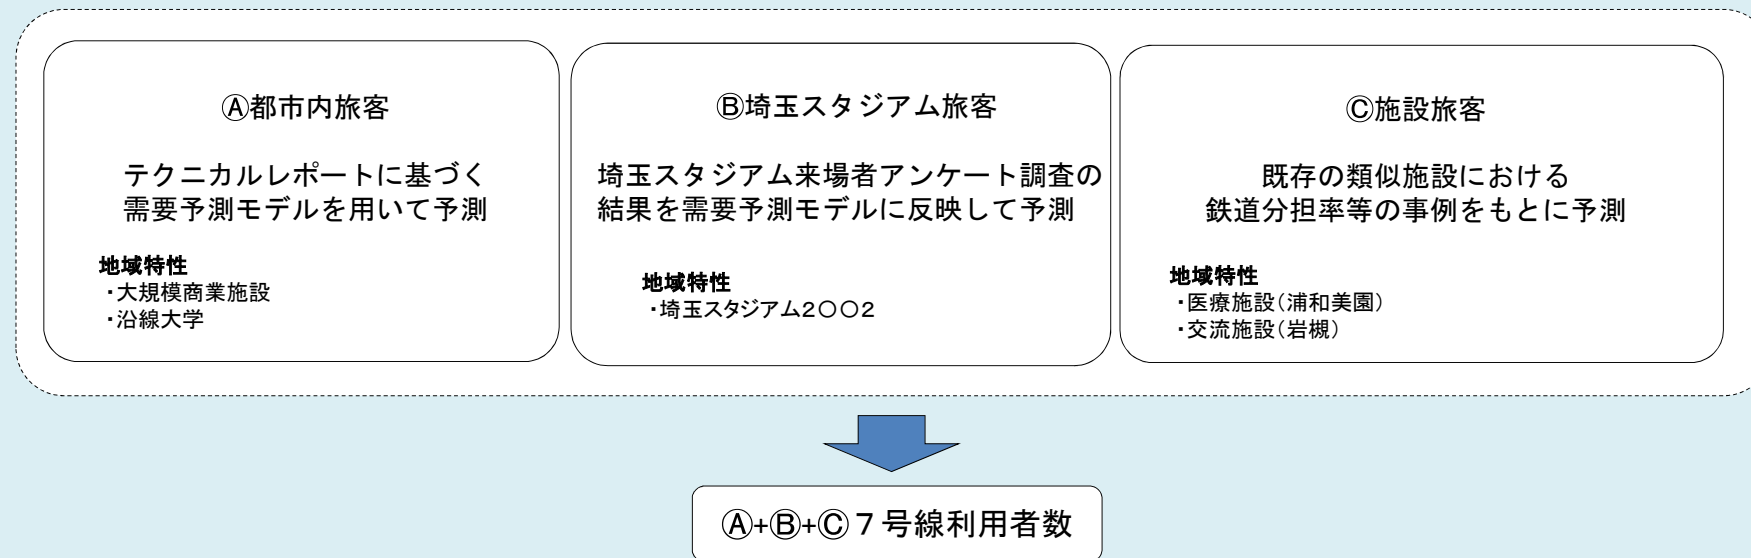 Ⓐ都市内旅客
テクニカルレポートに基づく
需要予測モデルを用いて予測
地域特性
・大規模商業施設
・沿線大学
Ⓑ埼玉スタジアム旅客
埼玉スタジアム来場者アンケート調査の
結果を需要予測モデルに反映して予測
地域特性
・埼玉スタジアム2〇〇2
Ⓒ施設旅客
既存の類似施設における
鉄道分担率等の事例をもとに予測
地域特性
・医療施設(浦和美園)
・交流施設(岩槻)
Ⓐ+Ⓑ+Ⓒ７号線利用者数